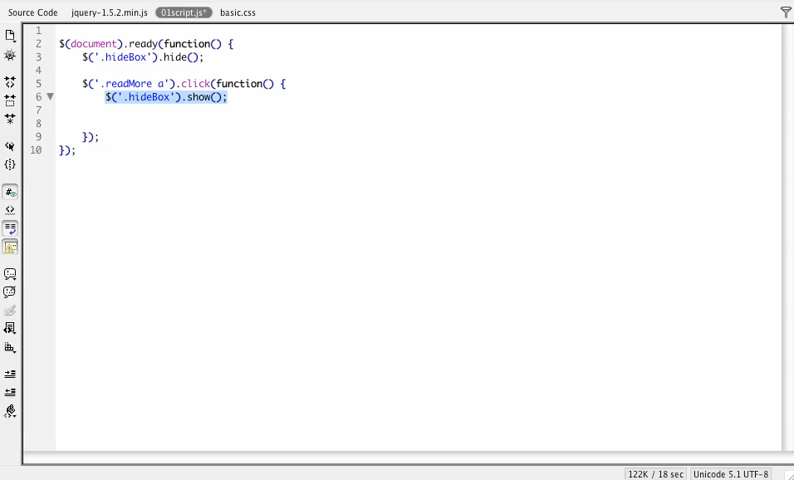 Source Code jquery-1.5.2.min.js 01script.js* basic.css
1
2 $(document).ready(function() {
3 $('.hideBox').hide();
4
5 $('.readMore a').click(function() {
6 $('.hideBox').show();
7
8
9 });
10 });
122K / 18 sec Unicode 5.1 UTF-8